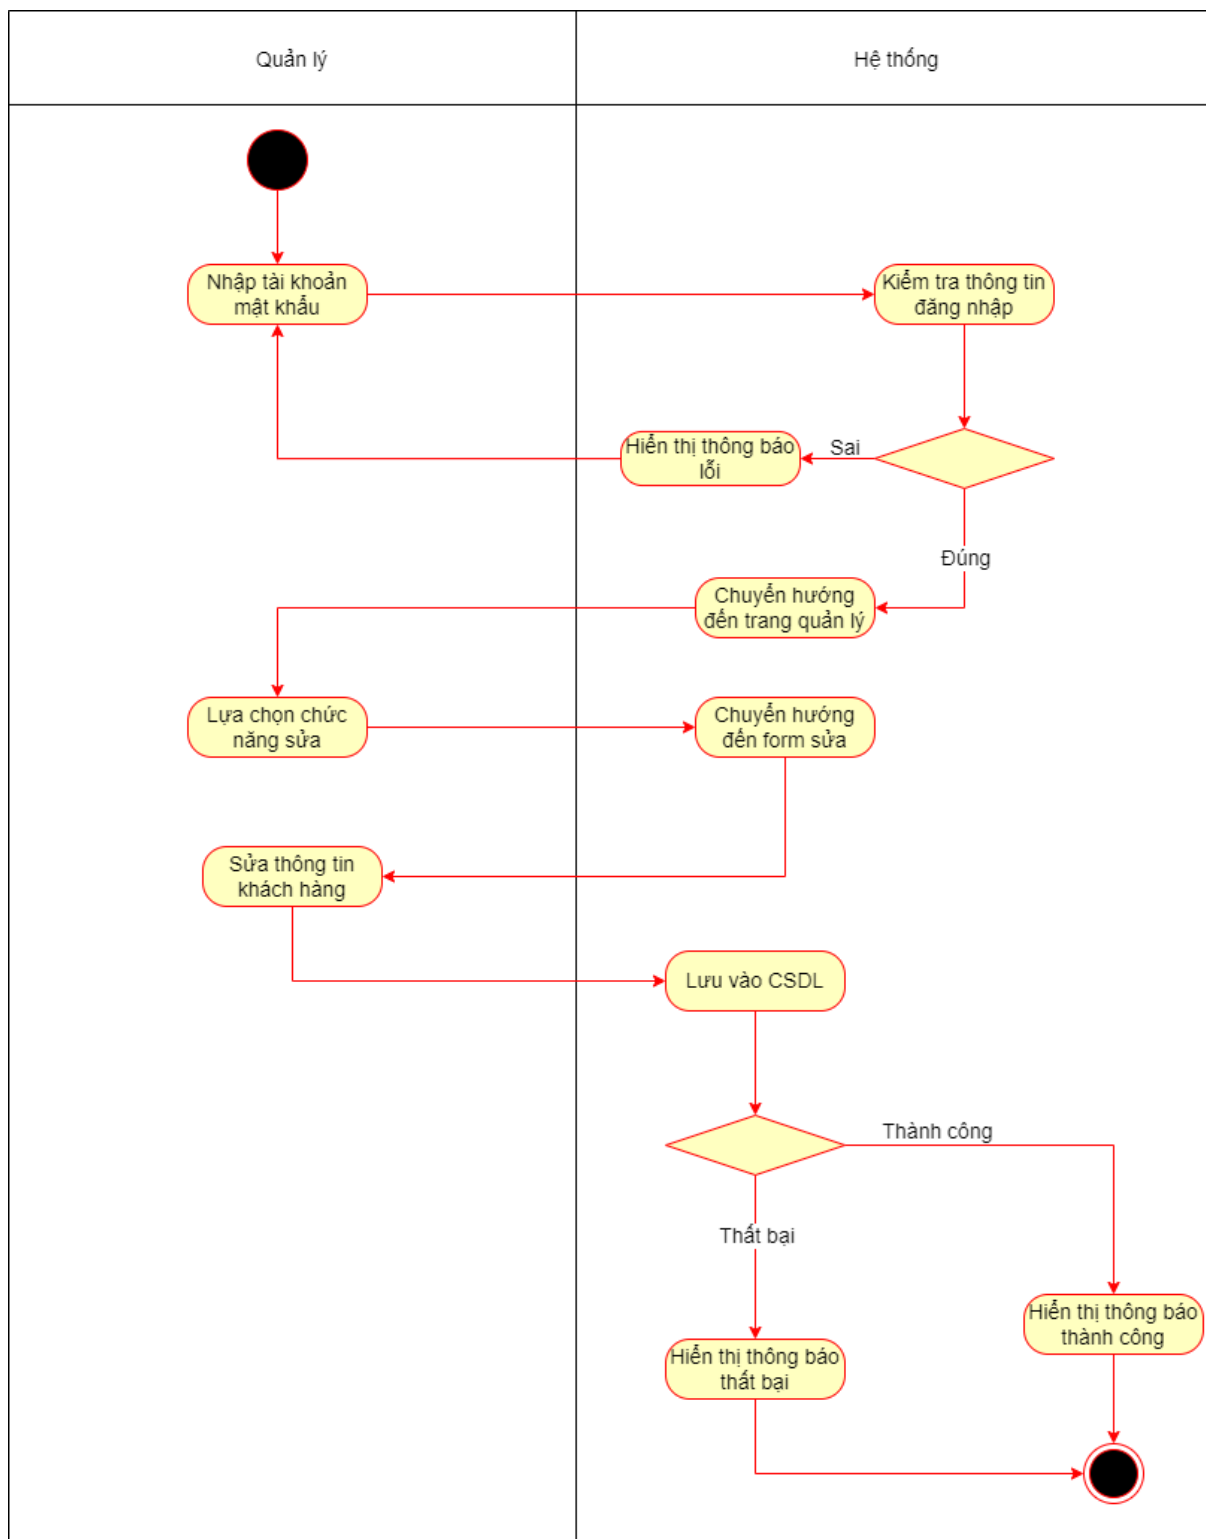 Quản lý
Hệ thống
Nhập tài khoản
mật khẩu
Kiểm tra thông tin
đăng nhập
Hiển thị thông báo
lỗi
Sai
Đúng
Chuyển hướng
đến trang quản lý
Lựa chọn chức
năng sửa
Chuyển hướng
đến form sửa
Sửa thông tin
khách hàng
Lưu vào CSDL
Thành công
Thất bại
Hiển thị thông báo
thành công
Hiển thị thông báo
thất bại